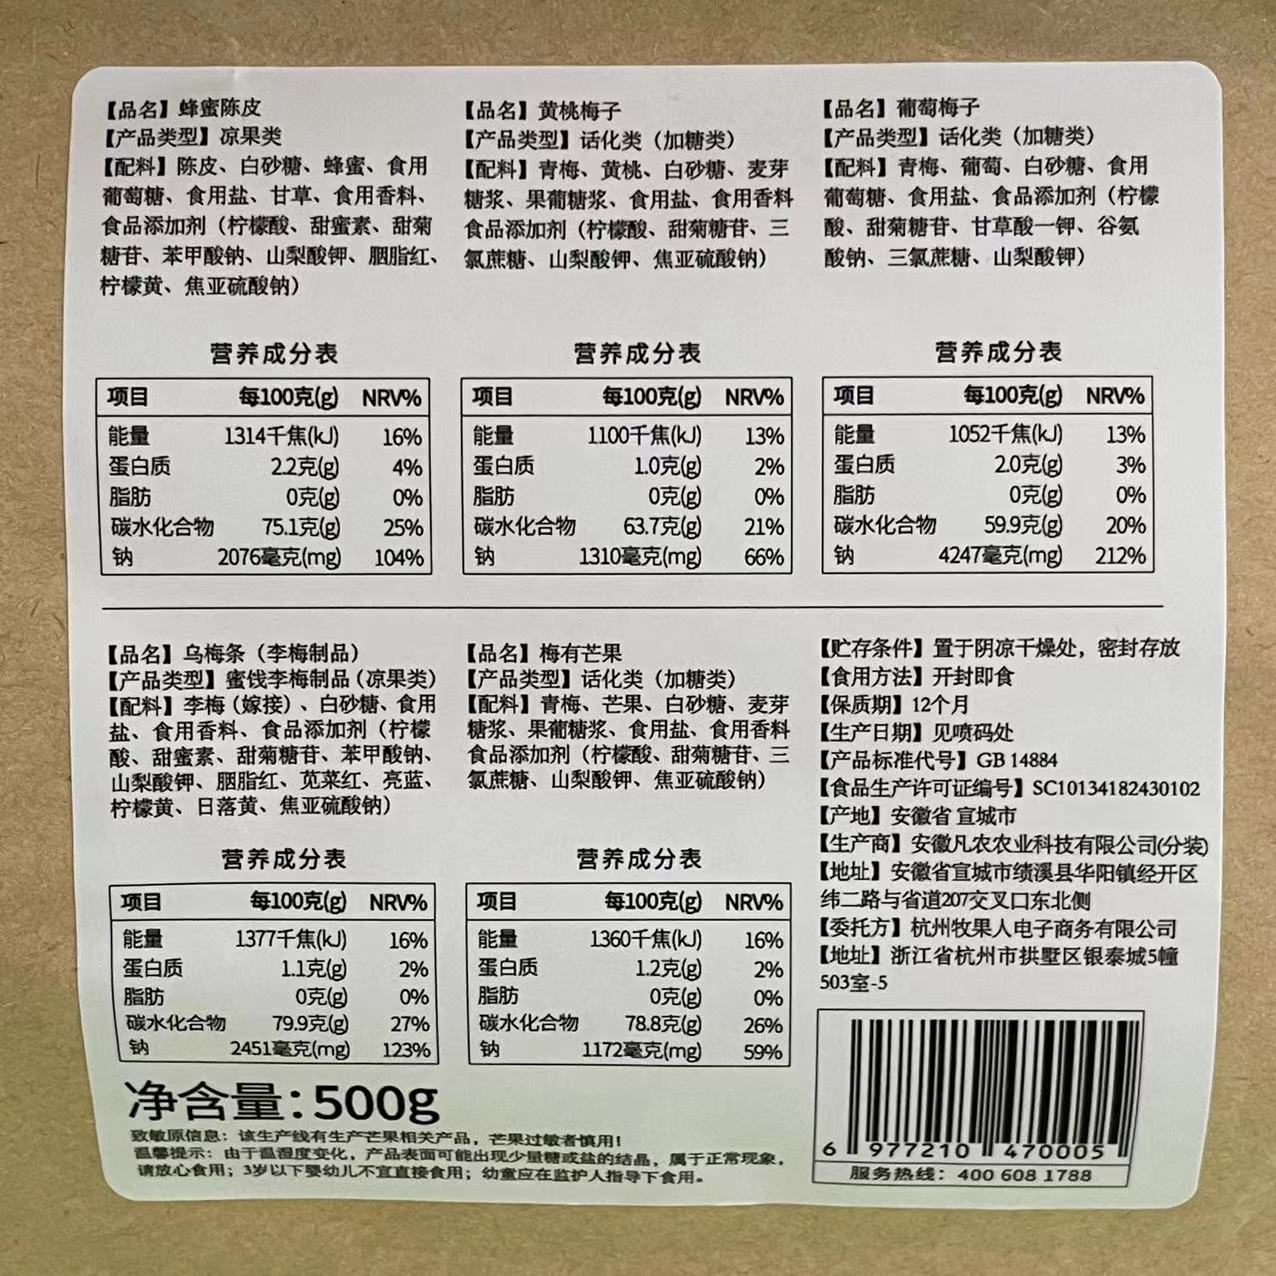 【品名】蜂蜜陈皮
【产品类型】凉果类
【配料】陈皮、白砂糖、蜂蜜、食用
葡萄糖、食用盐、甘草、食用香料、
食品添加剂（柠檬酸、甜蜜素、甜菊
糖苷、苯甲酸钠、山梨酸钾、胭脂红、
柠檬黄、焦亚硫酸钠）
营养成分表
项目 每100克(g) NRV%
能量 1314千焦(kJ) 16%
蛋白质 2.2克(g) 4%
脂肪 0克(g) 0%
碳水化合物 75.1克(g) 25%
钠 2076毫克(mg) 104%
【品名】黄桃梅子
【产品类型】话化类（加糖类）
【配料】青梅、黄桃、白砂糖、麦芽
糖浆、果葡糖浆、食用盐、食用香料
食品添加剂（柠檬酸、甜菊糖苷、三
氯蔗糖、山梨酸钾、焦亚硫酸钠）
营养成分表
项目 每100克(g) NRV%
能量 1100千焦(kJ) 13%
蛋白质 1.0克(g) 2%
脂肪 0克(g) 0%
碳水化合物 63.7克(g) 21%
钠 1310毫克(mg) 66%
【品名】葡萄梅子
【产品类型】话化类（加糖类）
【配料】青梅、葡萄、白砂糖、食用
葡萄糖、食用盐、食品添加剂（柠檬
酸、甜菊糖苷、甘草酸一钾、谷氨
酸钠、三氯蔗糖、山梨酸钾）
营养成分表
项目 每100克(g) NRV%
能量 1052千焦(kJ) 13%
蛋白质 2.0克(g) 3%
脂肪 0克(g) 0%
碳水化合物 59.9克(g) 20%
钠 4247毫克(mg) 212%
【品名】乌梅条（李梅制品）
【产品类型】蜜饯李梅制品（凉果类）
【配料】李梅（嫁接）、白砂糖、食用
盐、食用香料、食品添加剂（柠檬
酸、甜蜜素、甜菊糖苷、苯甲酸钠、
山梨酸钾、胭脂红、苋菜红、亮蓝、
柠檬黄、日落黄、焦亚硫酸钠）
营养成分表
项目 每100克(g) NRV%
能量 1377千焦(kJ) 16%
蛋白质 1.1克(g) 2%
脂肪 0克(g) 0%
碳水化合物 79.9克(g) 27%
钠 2451毫克(mg) 123%
【品名】梅有芒果
【产品类型】话化类（加糖类）
【配料】青梅、芒果、白砂糖、麦芽
糖浆、果葡糖浆、食用盐、食用香料
食品添加剂（柠檬酸、甜菊糖苷、三
氯蔗糖、山梨酸钾、焦亚硫酸钠）
营养成分表
项目 每100克(g) NRV%
能量 1360千焦(kJ) 16%
蛋白质 1.2克(g) 2%
脂肪 0克(g) 0%
碳水化合物 78.8克(g) 26%
钠 1172毫克(mg) 59%
【贮存条件】置于阴凉干燥处，密封存放
【食用方法】开封即食
【保质期】12个月
【生产日期】见喷码处
【产品标准代号】GB 14884
【食品生产许可证编号】SC10134182430102
【产地】安徽省 宣城市
【生产商】安徽凡农农业科技有限公司(分装)
【地址】安徽省宣城市绩溪县华阳镇经开区
纬二路与省道207交叉口东北侧
【委托方】杭州牧果人电子商务有限公司
【地址】浙江省杭州市拱墅区银泰城5幢
503室-5
净含量：500g
致敏原信息：该生产线有生产芒果相关产品，芒果过敏者慎用！
温馨提示：由于温湿度变化，产品表面可能出现少量糖或盐的结晶，属于正常现象，
请放心食用；3岁以下婴幼儿不宜直接食用；幼童应在监护人指导下食用。
6 977210 470005
服务热线：400 608 1788